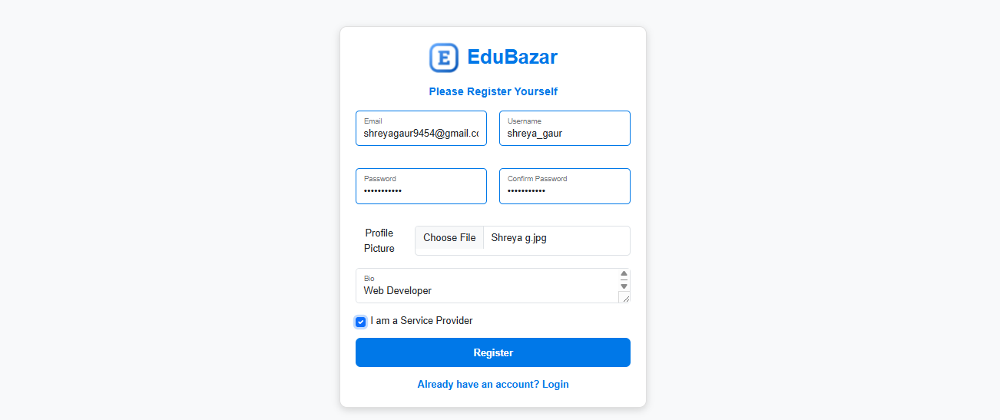 E EduBazar
Please Register Yourself
Email Username
shreyagaur9454@gmail.c shreya_gaur
Password Confirm Password
••••••••••• •••••••••••
Profile Picture
Choose File Shreya g.jpg
Bio
Web Developer
I am a Service Provider
Register
Already have an account? Login